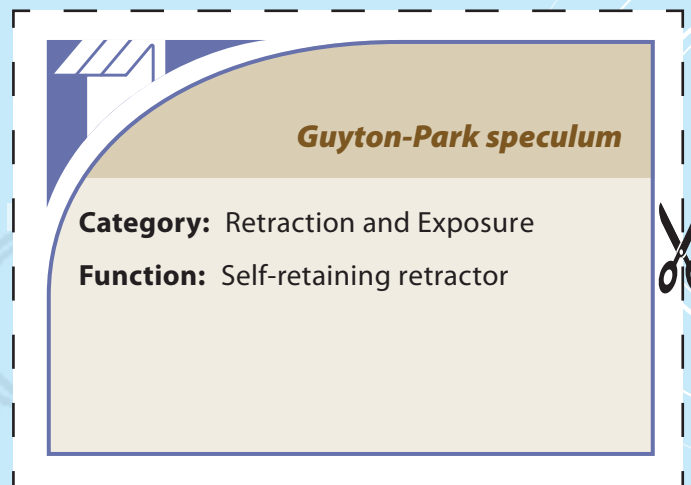 Guyton-Park speculum
Category: Retraction and Exposure
Function: Self-retaining retractor